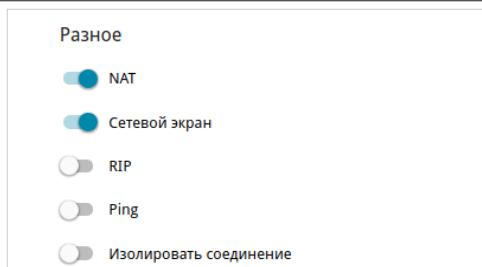 Разное
NAT
Сетевой экран
RIP
Ping
Изолировать соединение